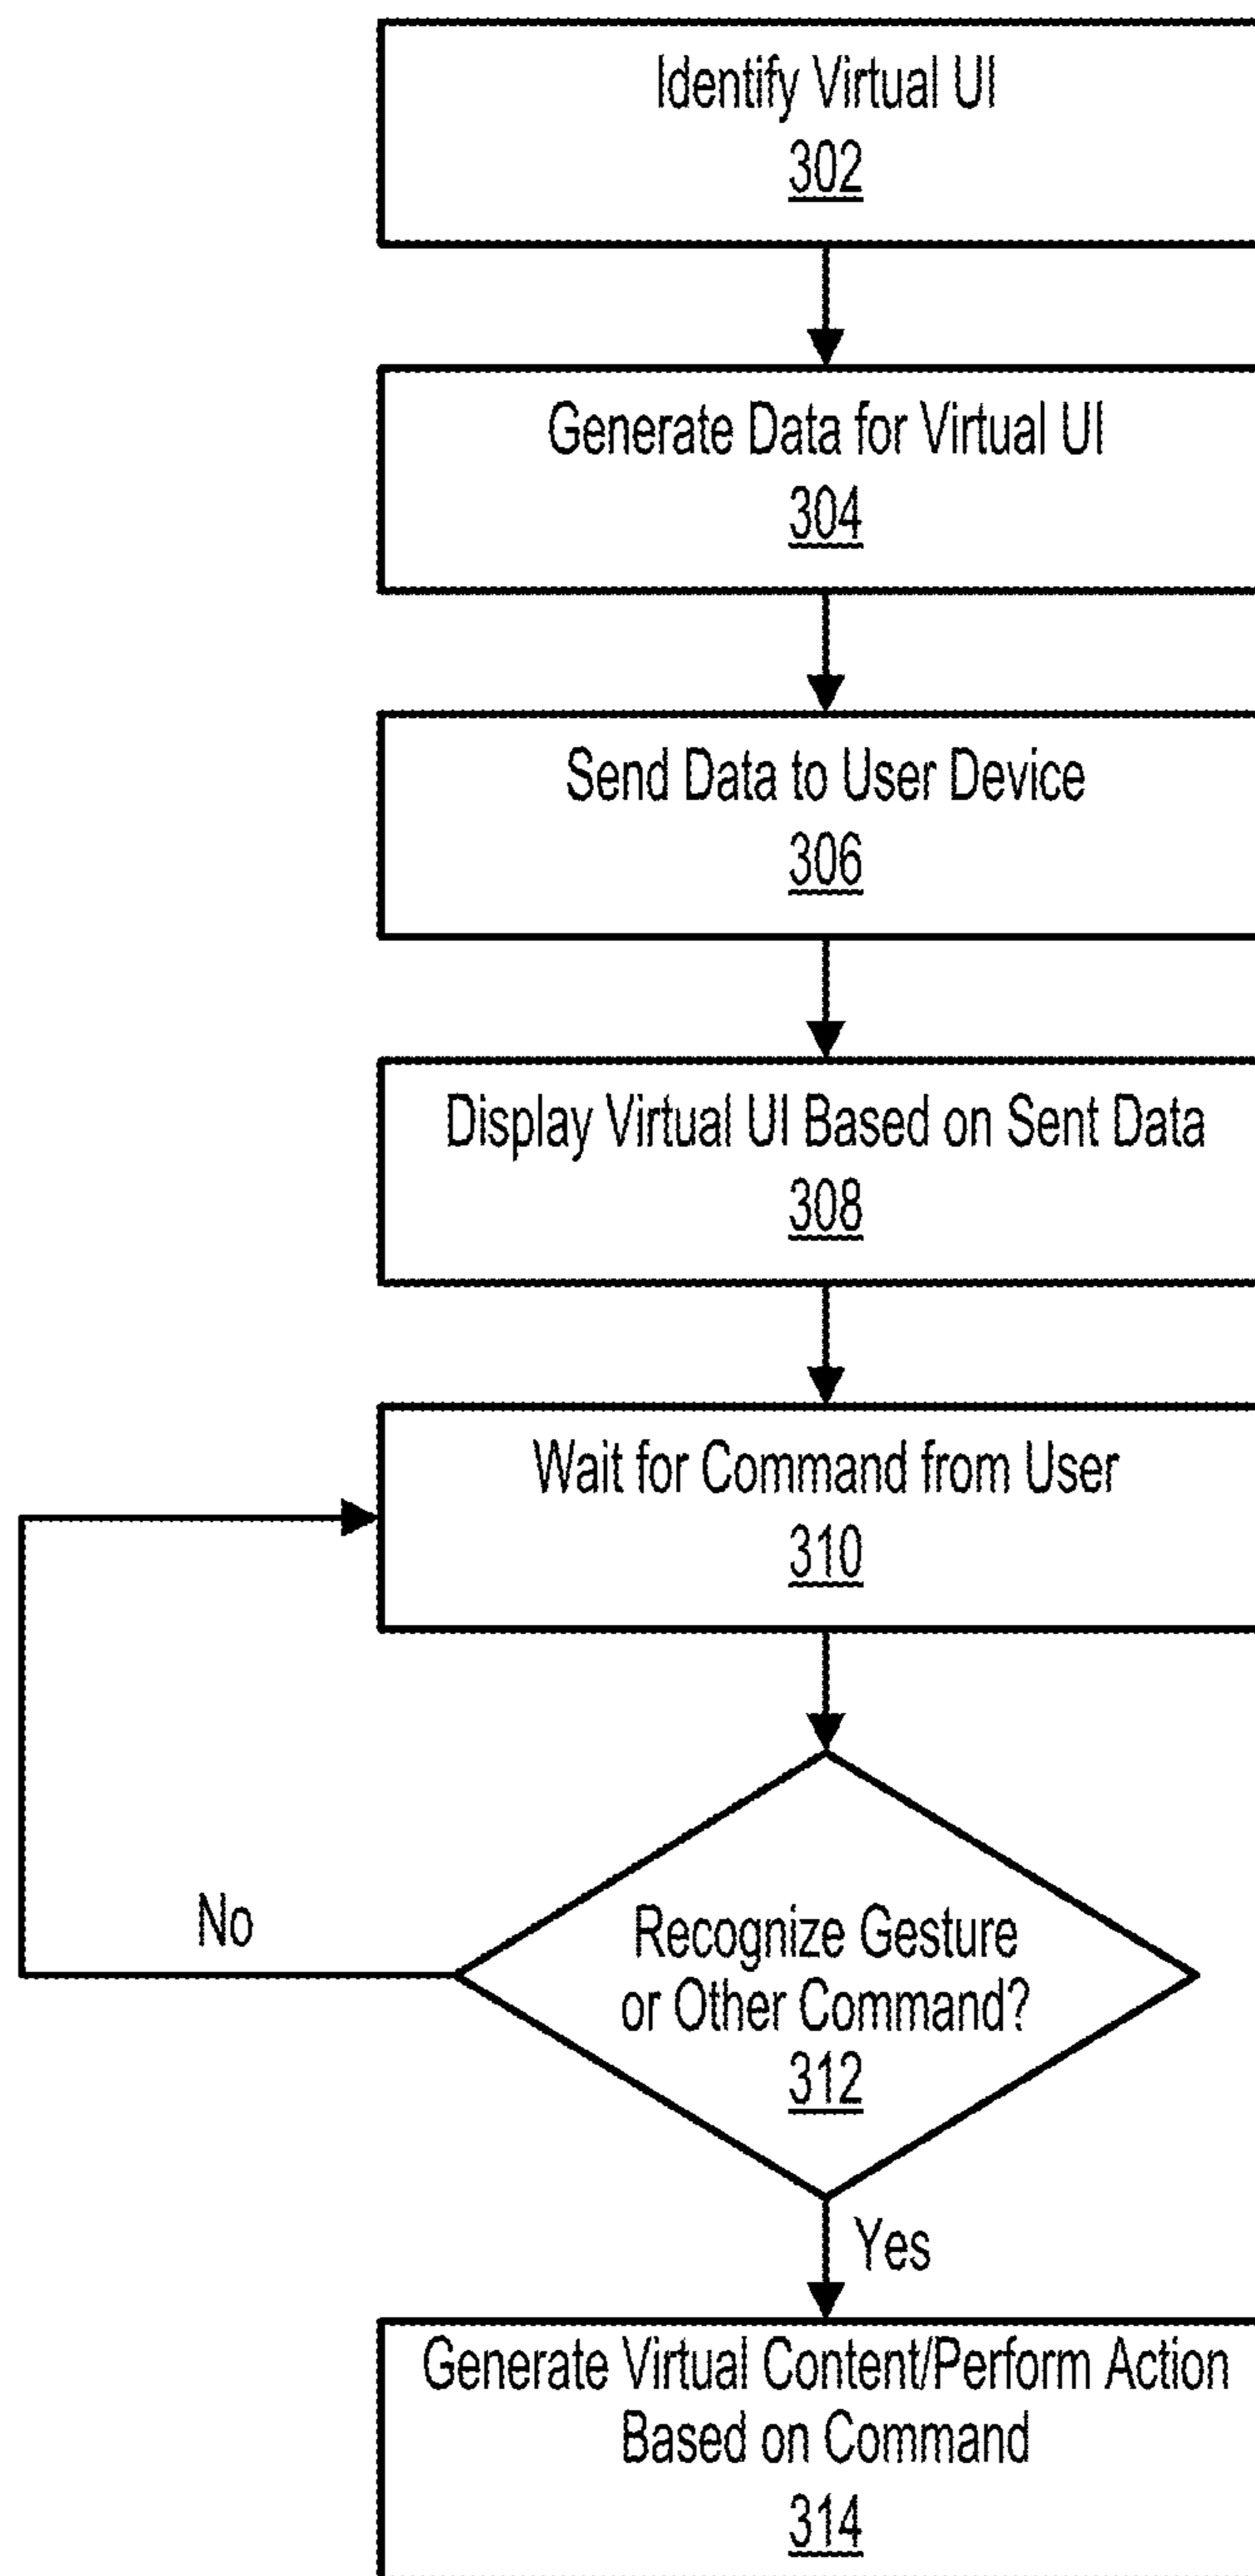 Identify Virtual UI
302
Generate Data for Virtual UI
304
Send Data to User Device
306
Display Virtual UI Based on Sent Data
308
Wait for Command from User
310
No
Recognize Gesture
or Other Command?
312
Yes
Generate Virtual Content/Perform Action
Based on Command
314